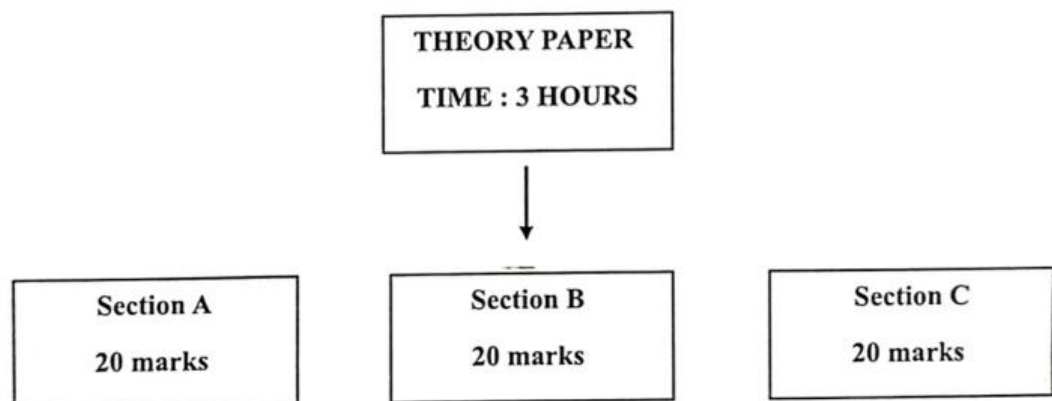 THEORY PAPER
TIME : 3 HOURS
Section A
20 marks
Section B
20 marks
Section C
20 marks